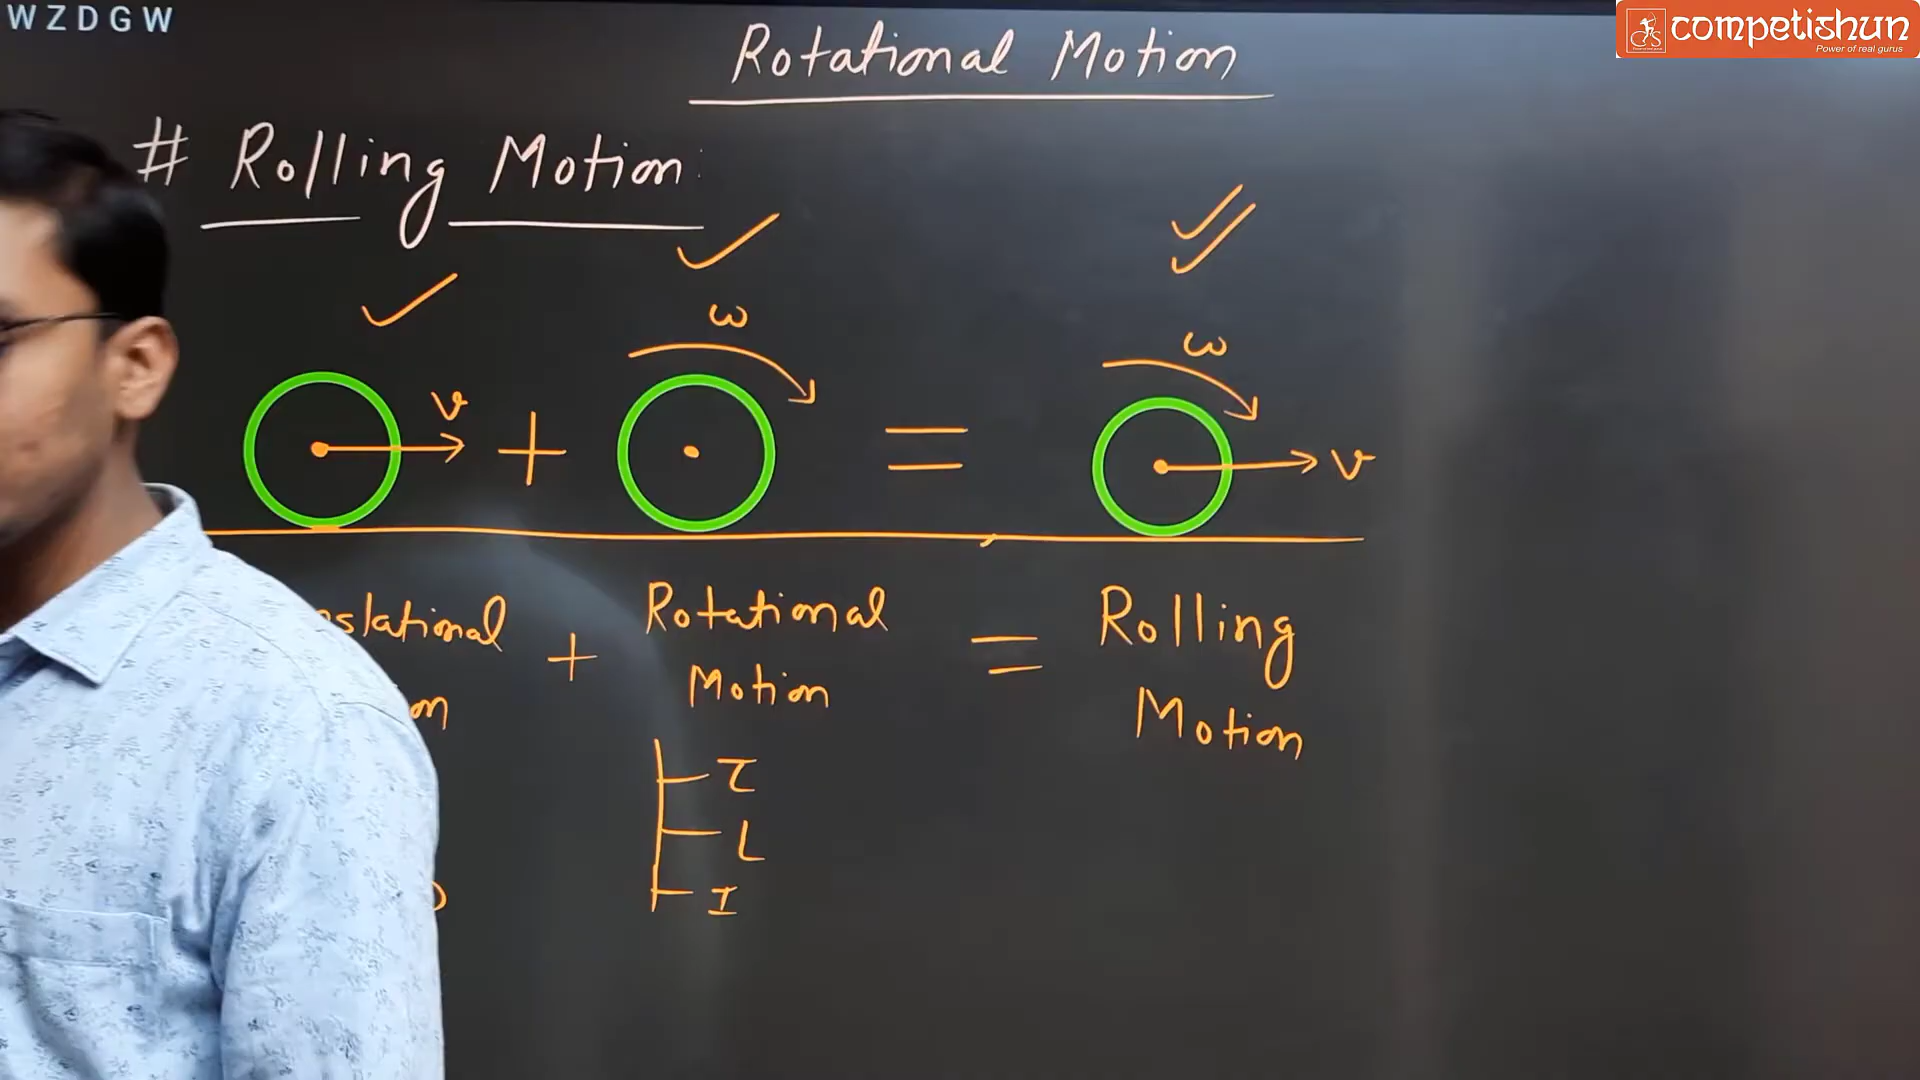 WZDGW
competishun
Power of real gurus
Rotational Motion
# Rolling Motion
ω
ω
v
+
=
v
+
Rotational
=
Rolling
Motion
Motion
τ
L
I